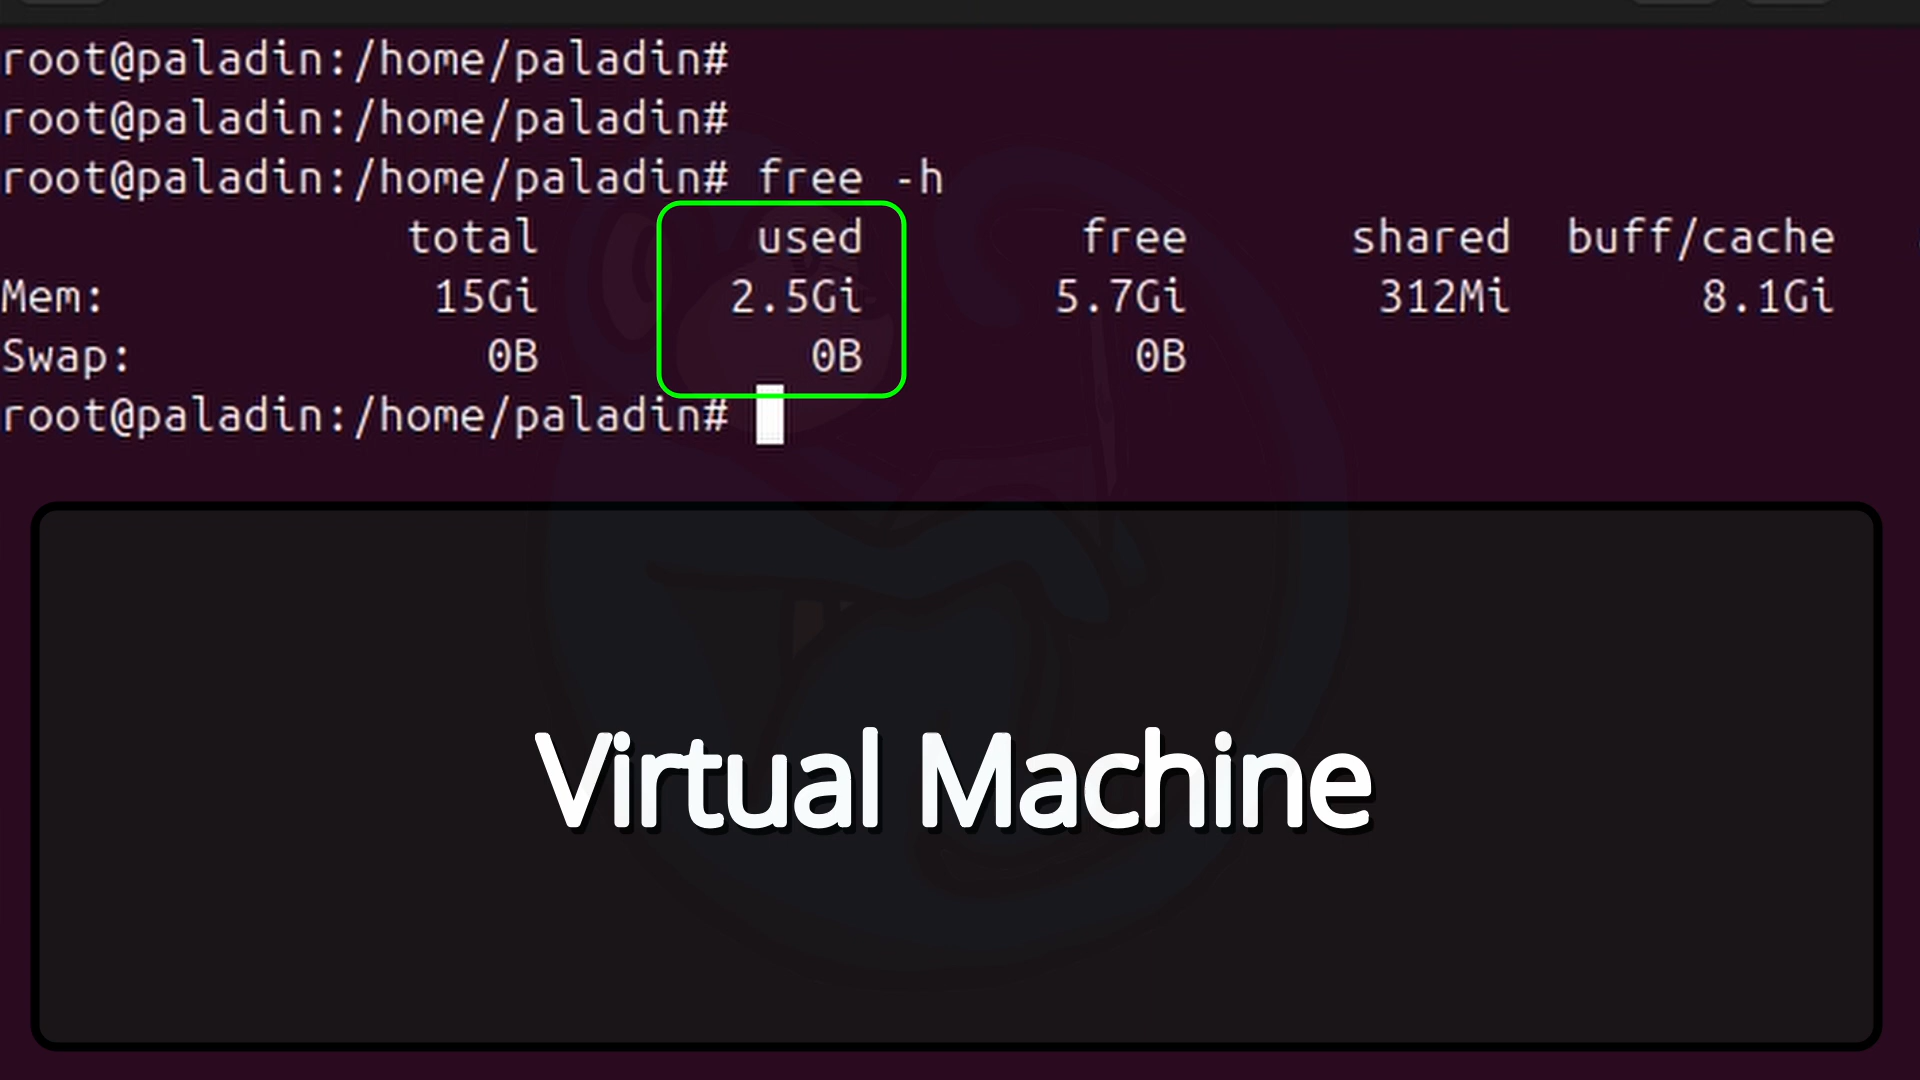 root@paladin:/home/paladin#
root@paladin:/home/paladin#
root@paladin:/home/paladin# free -h
total used free shared buff/cache
Mem: 15Gi 2.5Gi 5.7Gi 312Mi 8.1Gi
Swap: 0B 0B 0B
root@paladin:/home/paladin#
Virtual Machine